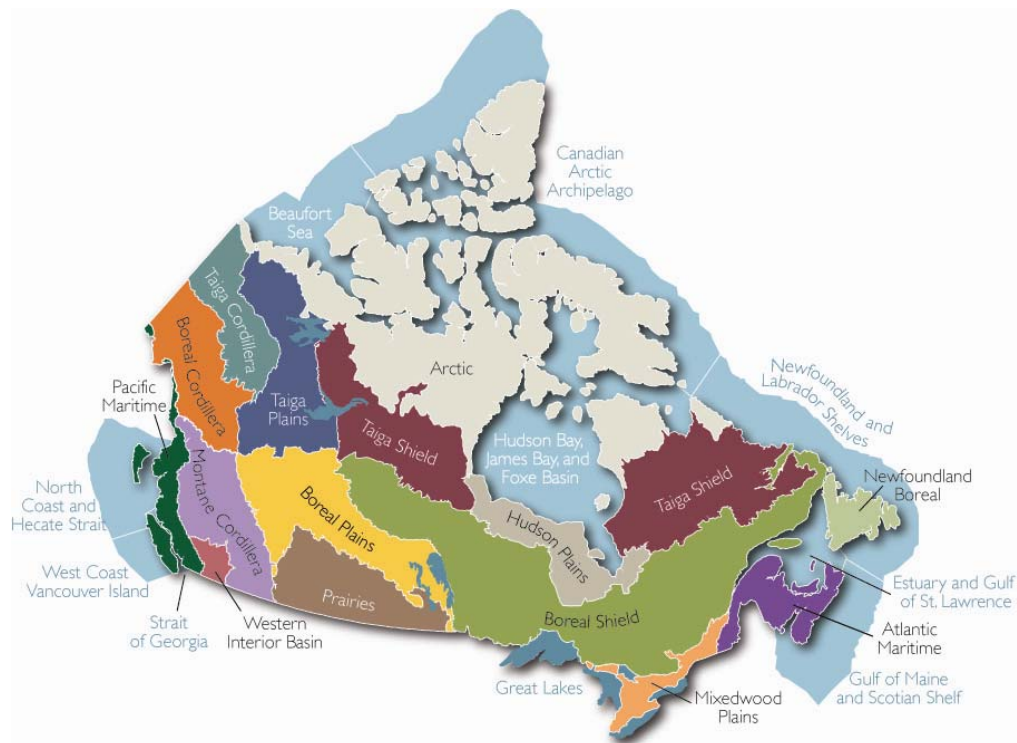 Canadian
Arctic
Archipelago
Beaufort
Sea
Taiga Cordillera
Boreal Cordillera
Arctic
Pacific
Maritime
Taiga
Plains
Newfoundland and
Labrador Shelves
Taiga Shield
Hudson Bay,
James Bay, and
Foxe Basin
Taiga Shield
Newfoundland
Boreal
North
Coast and
Hecate Strait
Montane Cordillera
Boreal Plains
Hudson Plains
West Coast
Vancouver Island
Prairies
Estuary and Gulf
of St. Lawrence
Strait
of Georgia
Western
Interior Basin
Boreal Shield
Atlantic
Maritime
Great Lakes
Mixedwood
Plains
Gulf of Maine
and Scotian Shelf